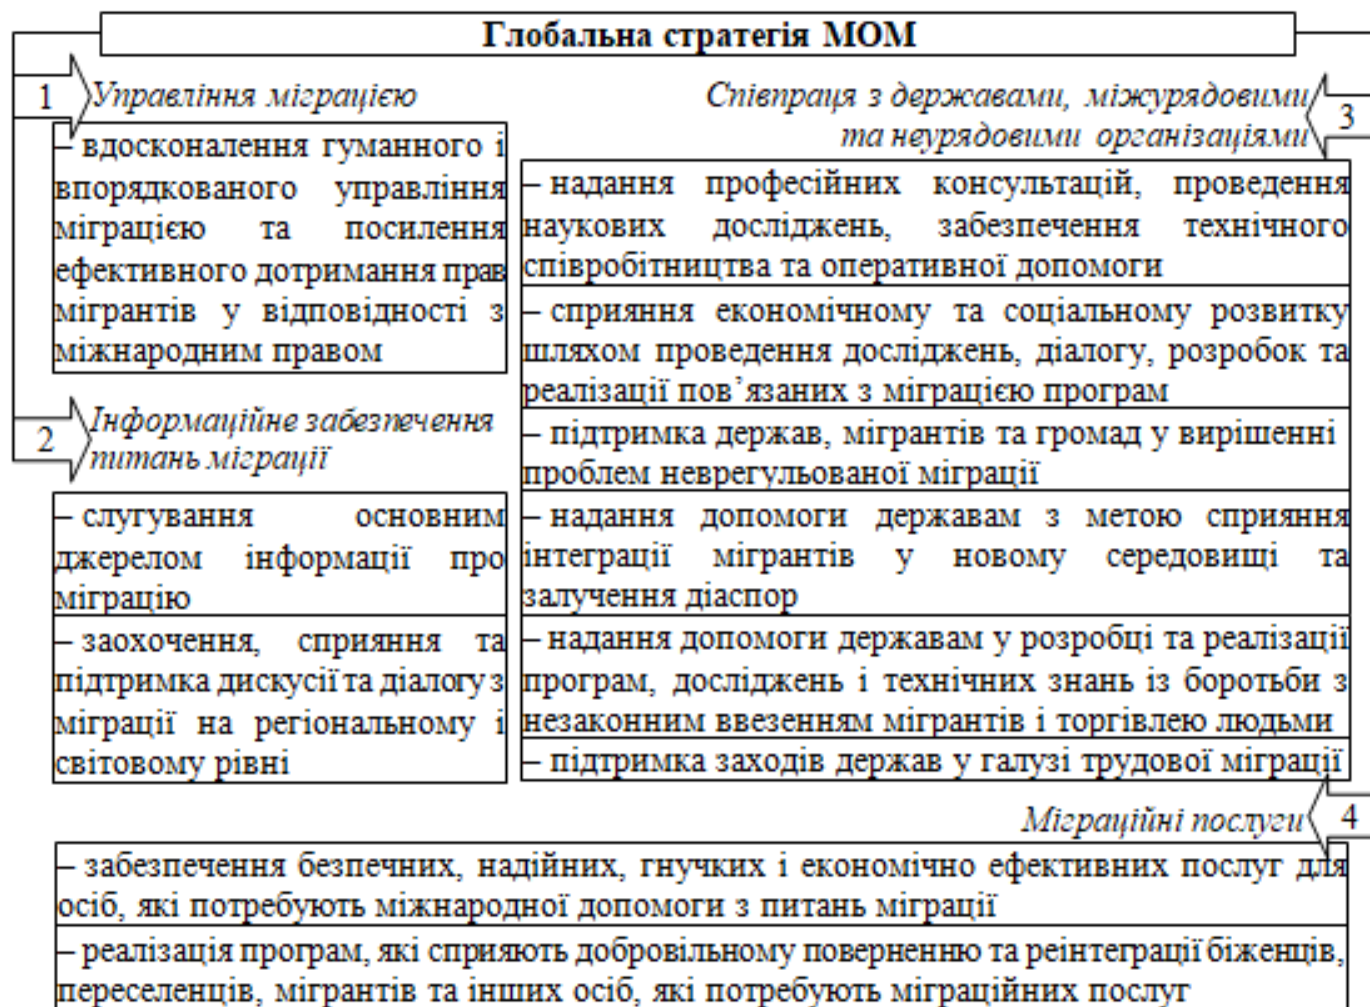 Глобальна стратегія МОМ
1
Управління міграцією
– вдосконалення гуманного і
впорядкованого управління
міграцією та посилення
ефективного дотримання прав
мігрантів у відповідності з
міжнародним правом
2
Інформаційне забезпечення
питань міграції
– слугування основним
джерелом інформації про
міграцію
– заохочення, сприяння та
підтримка дискусії та діалогу з
міграції на регіональному і
світовому рівні
Співпраця з державами, міжурядовими
та неурядовими організаціями
3
– надання професійних консультацій, проведення
наукових досліджень, забезпечення технічного
співробітництва та оперативної допомоги
– сприяння економічному та соціальному розвитку
шляхом проведення досліджень, діалогу, розробок та
реалізації пов’язаних з міграцією програм
– підтримка держав, мігрантів та громад у вирішенні
проблем неврегульованої міграції
– надання допомоги державам з метою сприяння
інтеграції мігрантів у новому середовищі та
залучення діаспор
– надання допомоги державам у розробці та реалізації
програм, досліджень і технічних знань із боротьби з
незаконним ввезенням мігрантів і торгівлею людьми
– підтримка заходів держав у галузі трудової міграції
Міграційні послуги
4
– забезпечення безпечних, надійних, гнучких і економічно ефективних послуг для
осіб, які потребують міжнародної допомоги з питань міграції
– реалізація програм, які сприяють добровільному поверненню та реінтеграції біженців,
переселенців, мігрантів та інших осіб, які потребують міграційних послуг